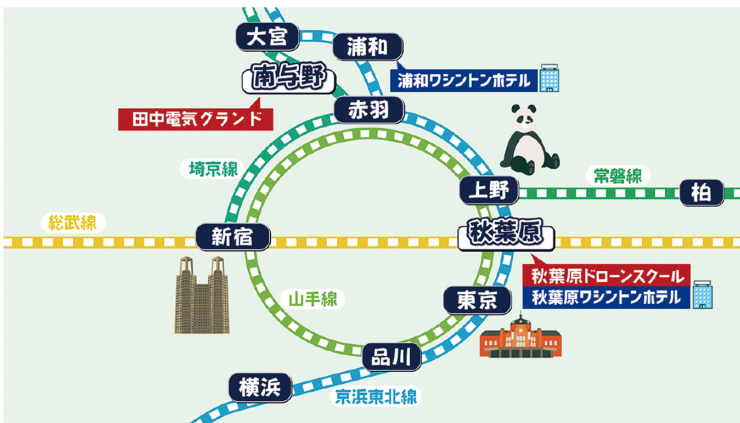 大宮
浦和
南与野
浦和ワシントンホテル
赤羽
田中電気グランド
埼京線
上野
常磐線
柏
総武線
新宿
秋葉原
秋葉原ドローンスクール
秋葉原ワシントンホテル
山手線
東京
品川
横浜
京浜東北線